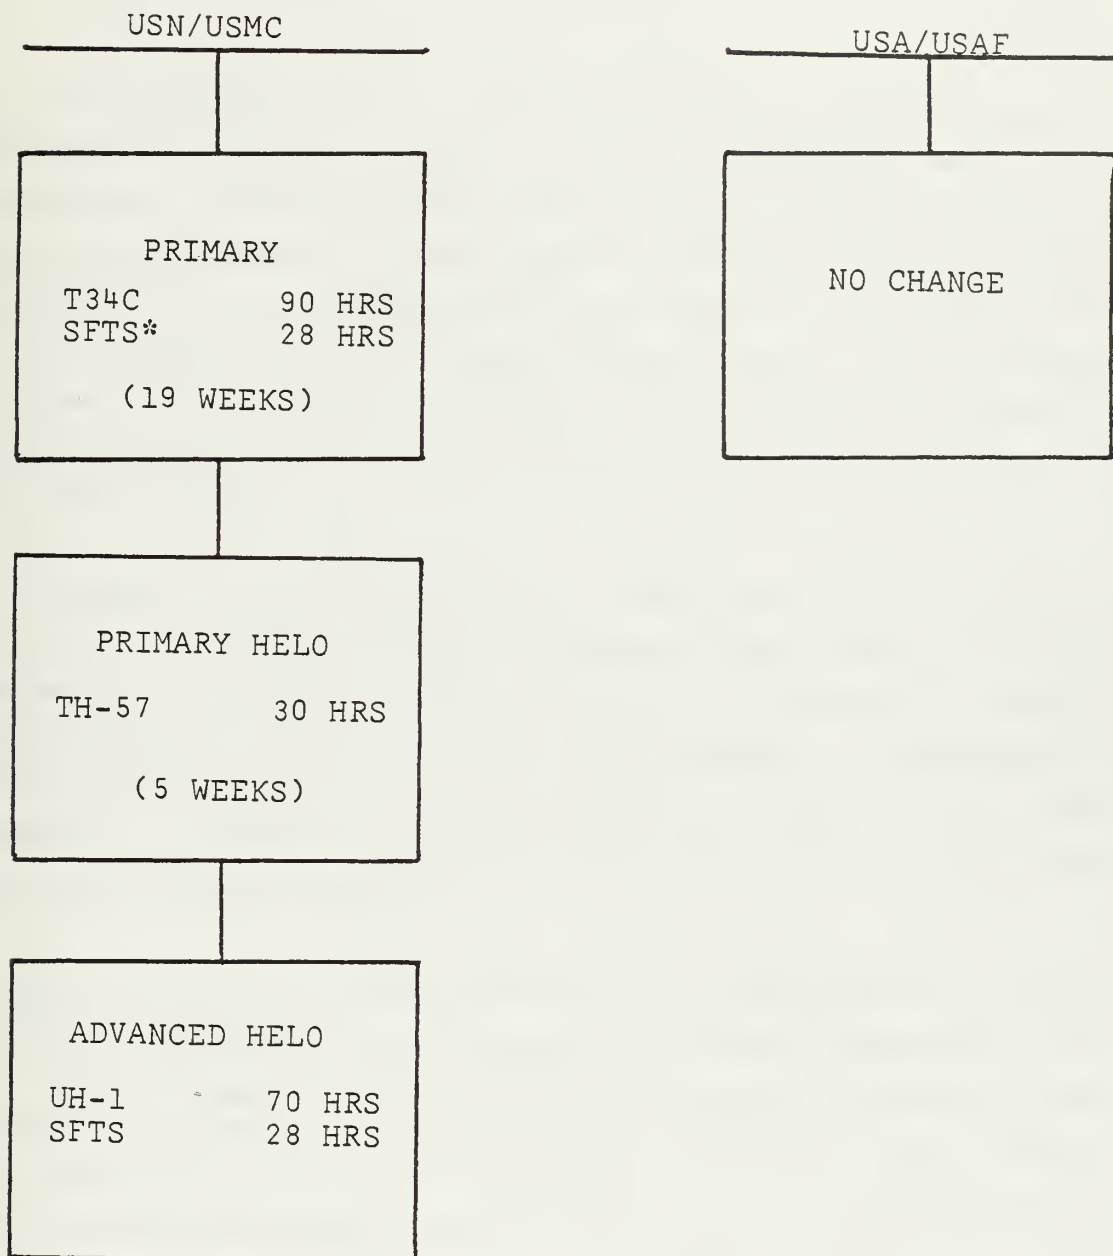 USN/USMC
PRIMARY
T34C 90 HRS
SFTS* 28 HRS
(19 WEEKS)
PRIMARY HELO
TH-57 30 HRS
(5 WEEKS)
ADVANCED HELO
UH-1 70 HRS
SFTS 28 HRS
USA/USAF
NO CHANGE